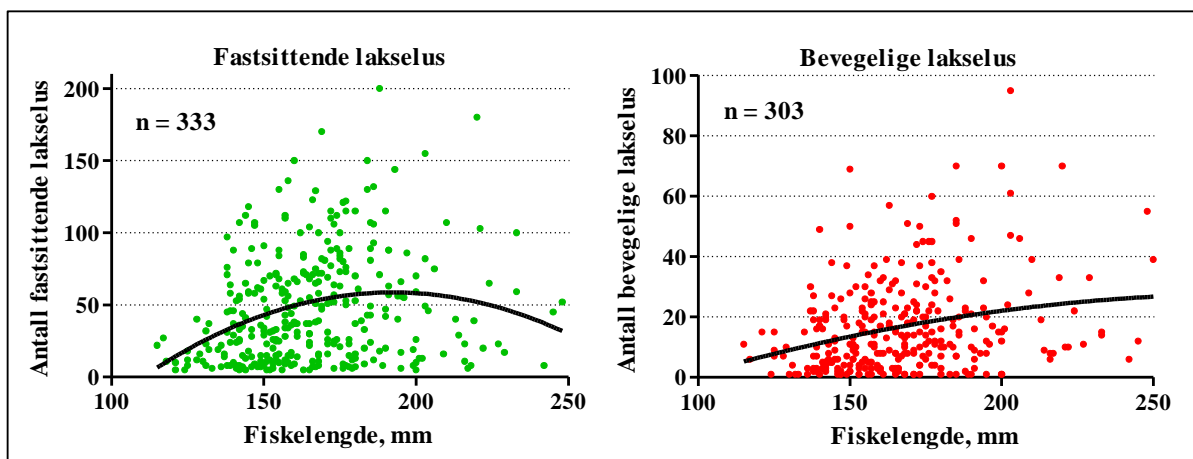 Fastsittende lakselus
Antall fastsittende lakselus
200
150
100
50
0
n = 333
100 150 200 250
Fiskelengde, mm
Bevegelige lakselus
Antall bevegelige lakselus
100
80
60
40
20
0
n = 303
100 150 200 250
Fiskelengde, mm